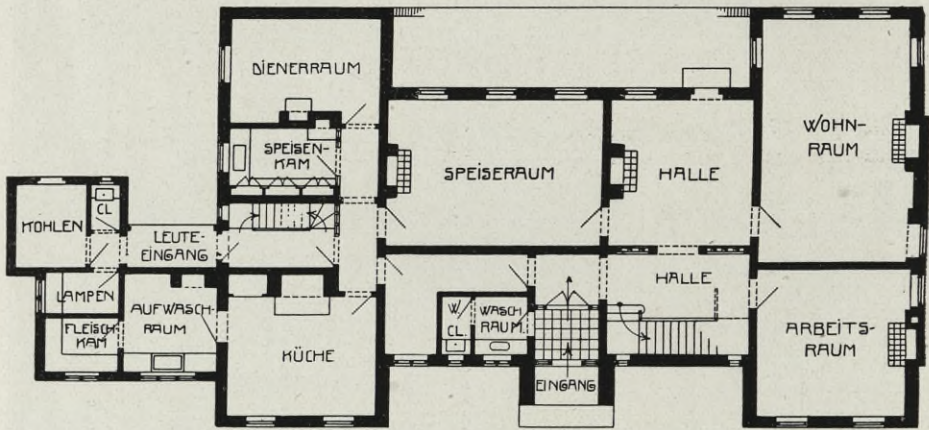 DIENERRAUM
SPEISEN-
KAM
SPEISERAUM
HALLE
WOHN-
RAUM
KOHLEN
CL
LEUTE-
EINGANG
LAMPEN
AUFWASCH-
RAUM
FLEISCH
KAM
KÜCHE
W.
CL.
WASCH
RAUM
EINGANG
HALLE
ARBEITS-
RAUM